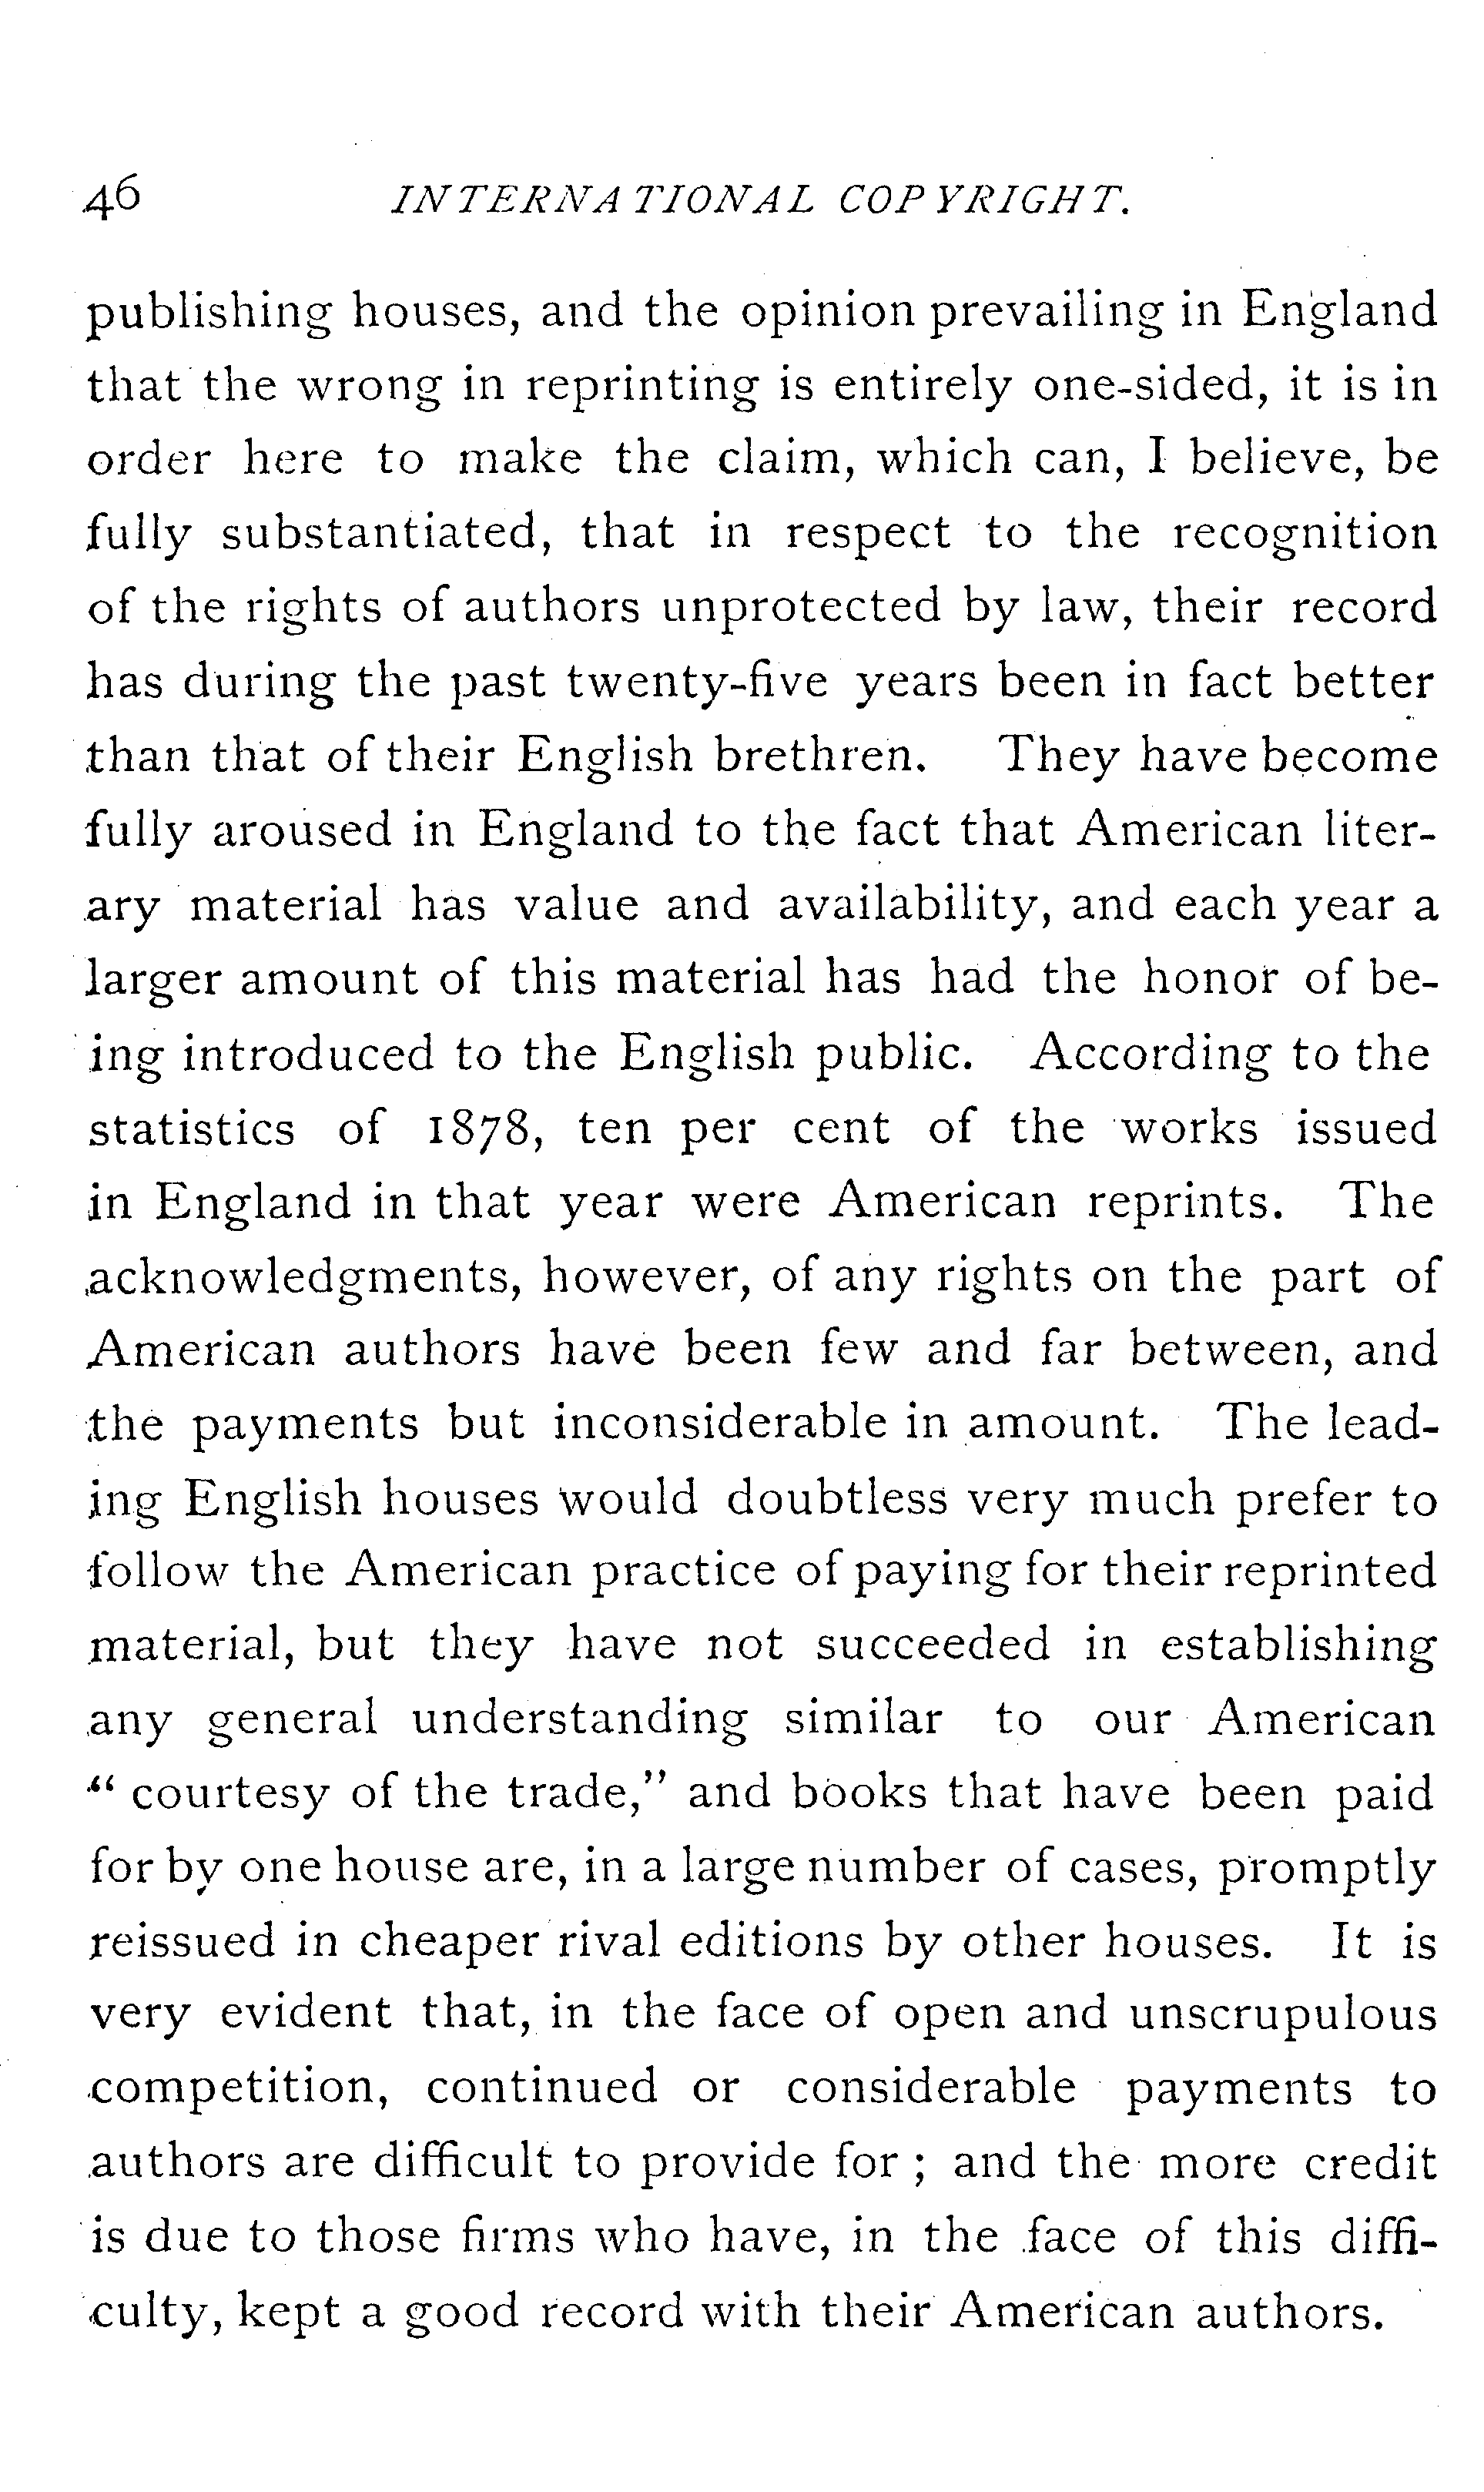 46 INTERNATIONAL COPYRIGHT.
publishing houses, and the opinion prevailing in England
that the wrong in reprinting is entirely one-sided, it is in
order here to make the claim, which can, I believe, be
fully substantiated, that in respect to the recognition
of the rights of authors unprotected by law, their record
has during the past twenty-five years been in fact better
than that of their English brethren. They have become
fully aroused in England to the fact that American liter-
ary material has value and availability, and each year a
larger amount of this material has had the honor of be-
ing introduced to the English public. According to the
statistics of 1878, ten per cent of the works issued
in England in that year were American reprints. The
acknowledgments, however, of any rights on the part of
American authors have been few and far between, and
the payments but inconsiderable in amount. The lead-
ing English houses would doubtless very much prefer to
follow the American practice of paying for their reprinted
material, but they have not succeeded in establishing
any general understanding similar to our American
“ courtesy of the trade,” and books that have been paid
for by one house are, in a large number of cases, promptly
reissued in cheaper rival editions by other houses. It is
very evident that, in the face of open and unscrupulous
competition, continued or considerable payments to
authors are difficult to provide for ; and the more credit
is due to those firms who have, in the face of this diffi-
culty, kept a good record with their American authors.